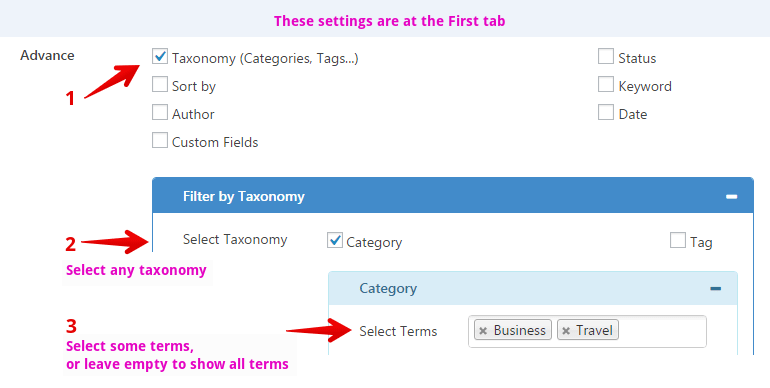 These settings are at the First tab
Advance
Taxonomy (Categories, Tags...)
Status
1
Sort by
Keyword
Author
Date
Custom Fields
Filter by Taxonomy
2
Select Taxonomy
Category
Tag
Select any taxonomy
Category
3
Select Terms
× Business
× Travel
Select some terms,
or leave empty to show all terms